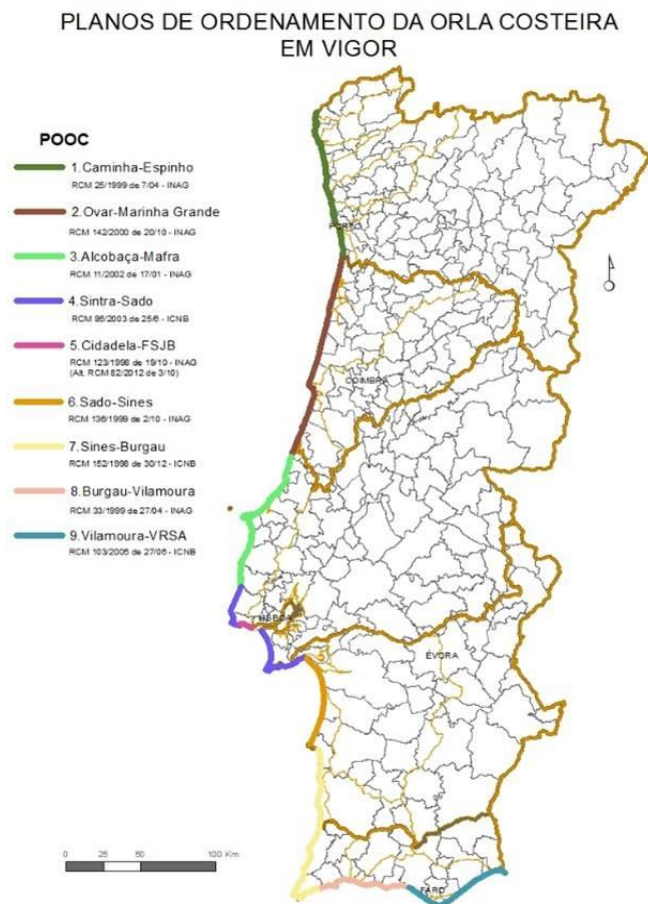 PLANOS DE ORDENAMENTO DA ORLA COSTEIRA
EM VIGOR
POOC
1.Caminha-Espinho
RCM 25/1999 de 7/04 - INAG
2.Ovar-Marinha Grande
RCM 142/2000 de 20/10 - INAG
3.Alcobaça-Mafra
RCM 11/2002 de 17/01 - INAG
4.Sintra-Sado
RCM 86/2003 de 25/6 - ICNB
5.Cidadela-FSJB
RCM 123/1998 de 19/10 - INAG
(Alt. RCM 82/2012 de 3/10)
6.Sado-Sines
RCM 136/1999 de 2/10 - INAG
7.Sines-Burgau
RCM 152/1998 de 30/12 - ICNB
8.Burgau-Vilamoura
RCM 33/1999 de 27/04 - INAG
9.Vilamoura-VRSA
RCM 103/2005 de 27/06 - ICNB
PORTO
COIMBRA
LISBOA
ÉVORA
FARO
0 25 50 100 Km